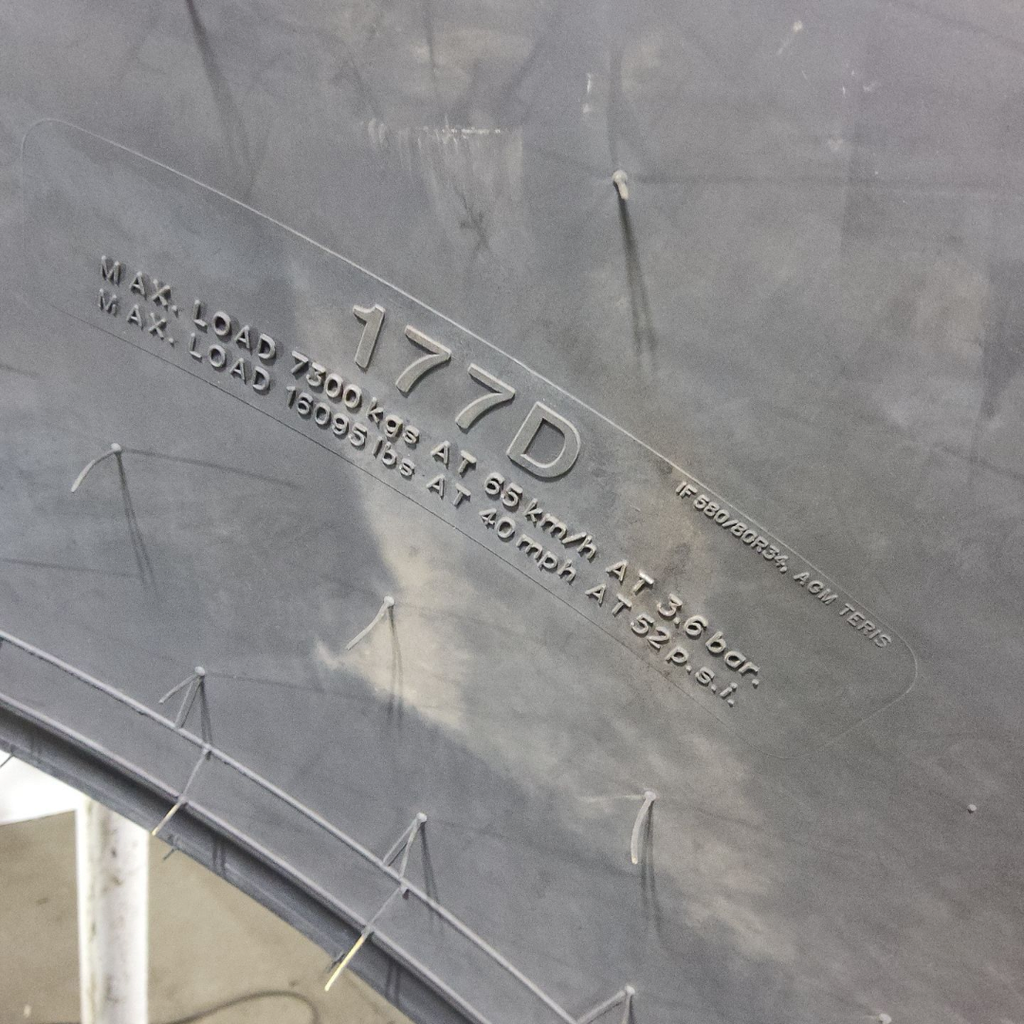 177D
MAX. LOAD 7300 kgs AT 65 km/h AT 3.6 bar.
MAX. LOAD 16095 lbs AT 40 mph AT 52 p.s.i.
IF 580/80R34, AGM TERIS